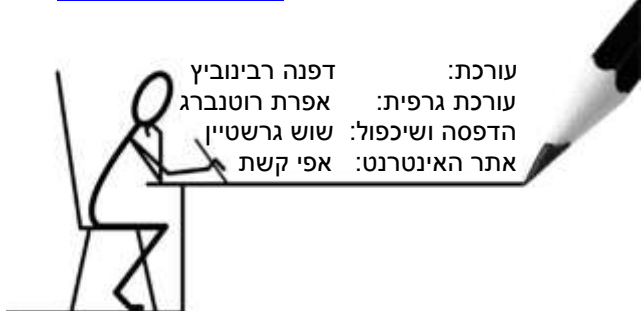 עורכת: דפנה רבינוביץ
עורכת גרפית: אפרת רוטנברג
הדפסה ושיכפול: שוש גרשטיין
אתר האינטרנט: אפי קשת